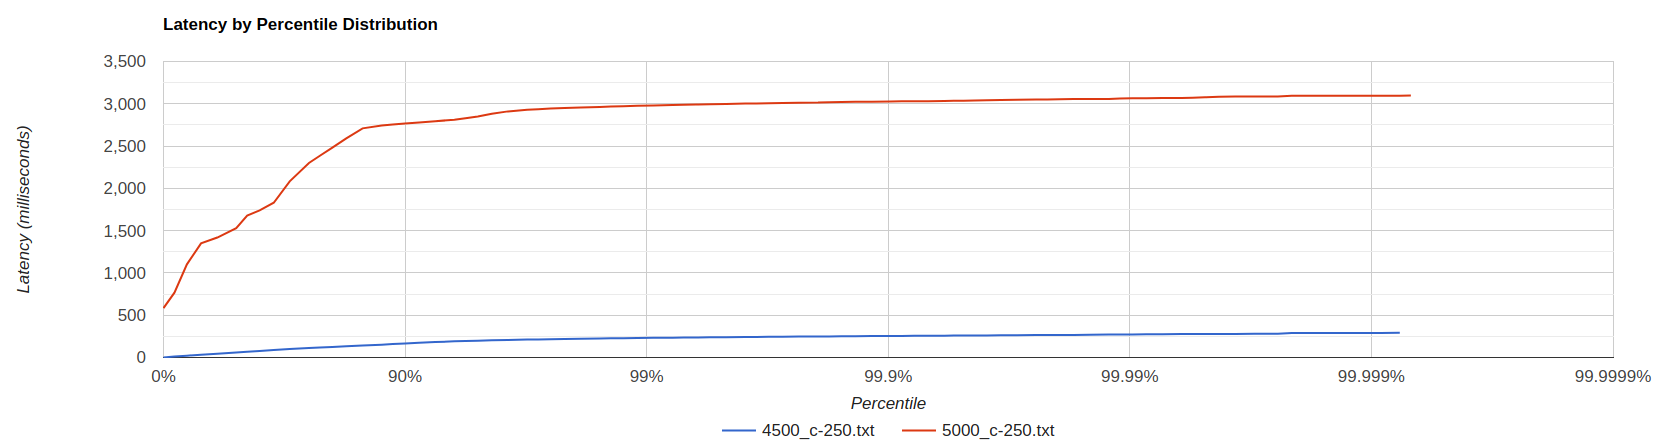 Latency by Percentile Distribution
Latency (milliseconds)
3,500
3,000
2,500
2,000
1,500
1,000
500
0
0% 90% 99% 99.9% 99.99% 99.999% 99.9999%
Percentile
4500_c-250.txt 5000_c-250.txt